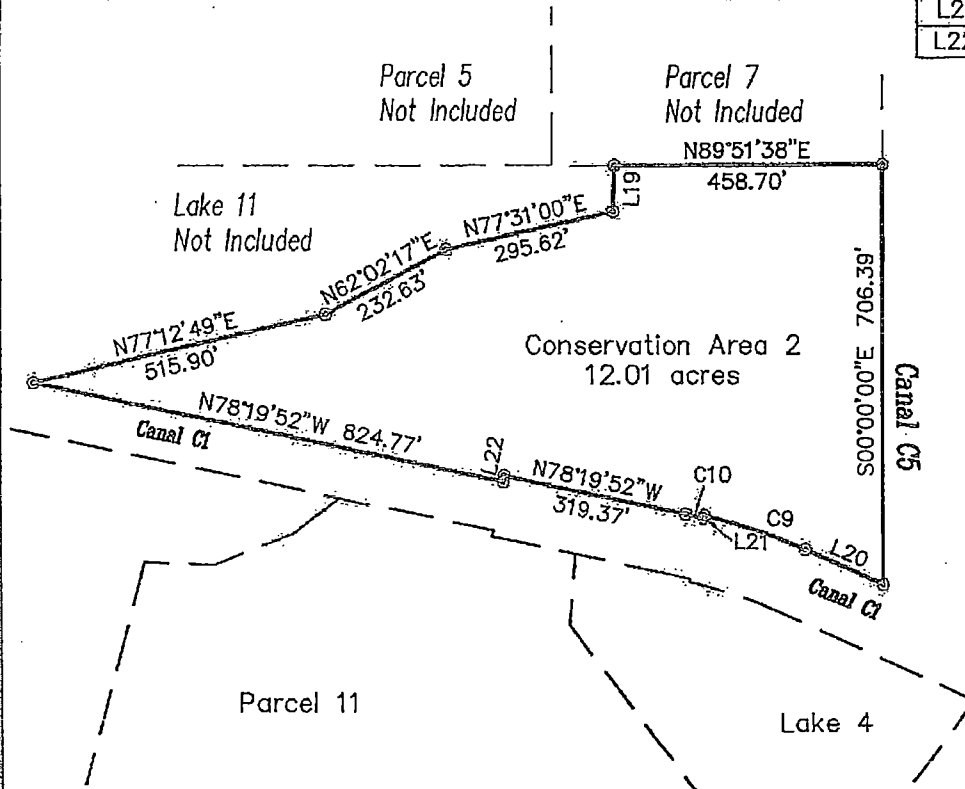 L2
L22
Parcel 5
Not Included
Parcel 7
Not Included
N89°51'38"E
458.70'
L19
Lake 11
Not Included
N77°31'00"E
295.62'
N62°02'17"E
232.63'
N77°12'49"E
515.90'
Conservation Area 2
12.01 acres
S00°00'00"E 706.39'
Canal C5
N78°19'52"W 824.77'
Canal C1
L22
N78°19'52"W
319.37'
C10
L21
C9
L20
Canal C1
Parcel 11
Lake 4